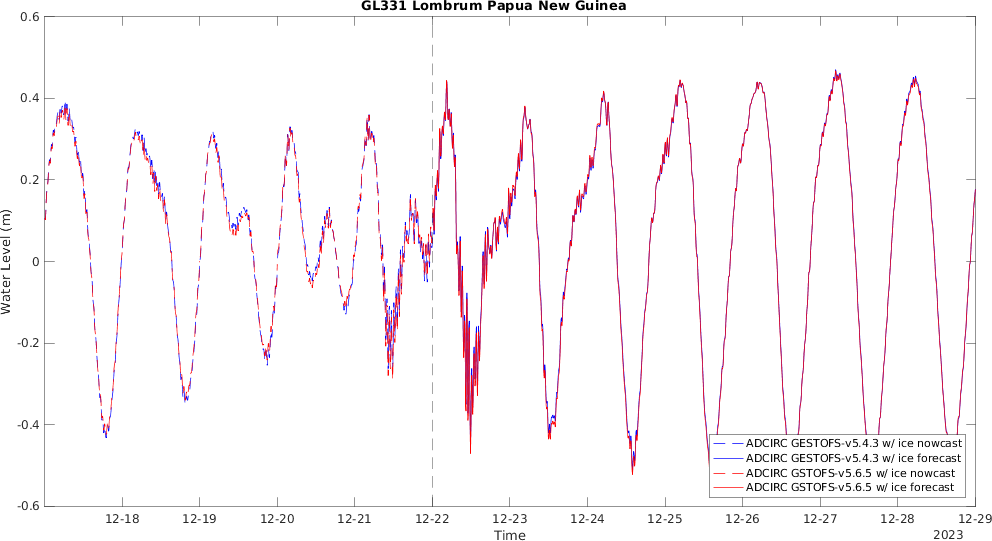 GL331 Lombrum Papua New Guinea
0.6
0.4
0.2
0
-0.2
-0.4
-0.6
Water Level (m)
12-18
12-19
12-20
12-21
12-22
12-23
12-24
12-25
12-26
12-27
12-28
12-29
Time
2023
ADCIRC GESTOFS-v5.4.3 w/ ice nowcast
ADCIRC GESTOFS-v5.4.3 w/ ice forecast
ADCIRC GSTOFS-v5.6.5 w/ ice nowcast
ADCIRC GSTOFS-v5.6.5 w/ ice forecast